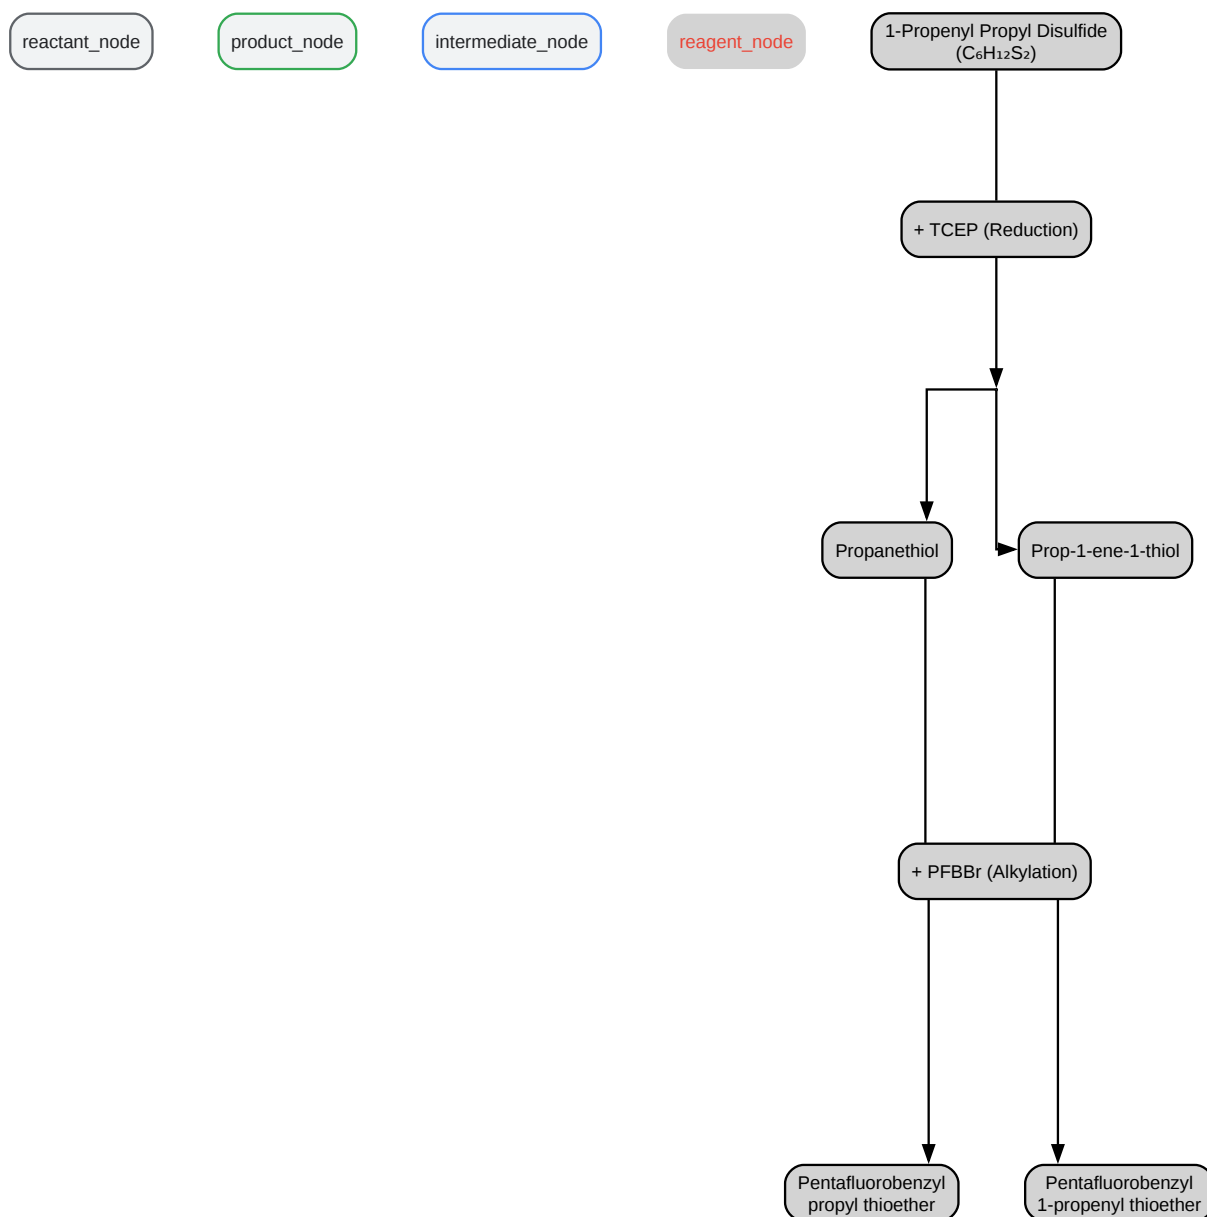 reactant_node
product_node
intermediate_node
reagent_node
1-Propenyl Propyl Disulfide
(C₆H₁₂S₂)
+ TCEP (Reduction)
Propanethiol
Prop-1-ene-1-thiol
+ PFBBr (Alkylation)
Pentafluorobenzyl
propyl thioether
Pentafluorobenzyl
1-propenyl thioether